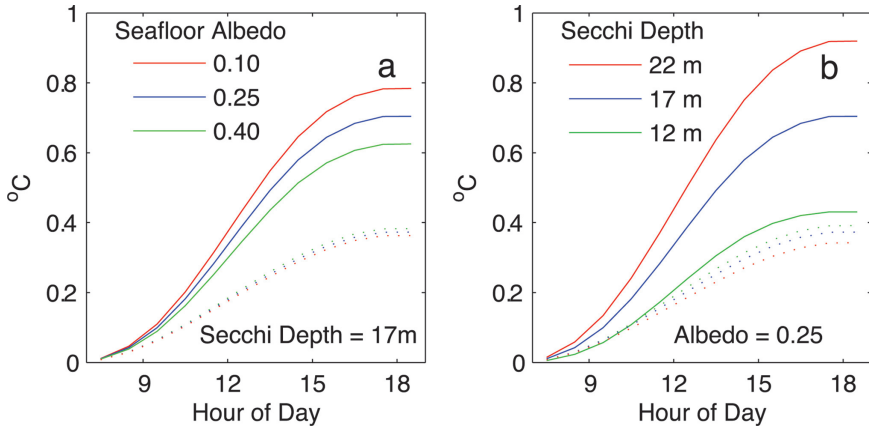 Seafloor Albedo
0.10
0.25
0.40
a
Secchi Depth = 17m
1
0.8
0.6
0.4
0.2
0
°C
9
12
15
18
Hour of Day
Secchi Depth
22 m
17 m
12 m
b
Albedo = 0.25
1
0.8
0.6
0.4
0.2
0
°C
9
12
15
18
Hour of Day